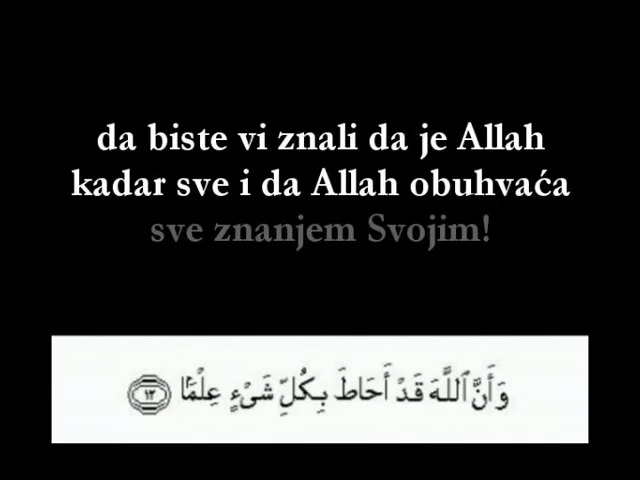 da biste vi znali da je Allah
kadar sve i da Allah obuhvaća
sve znanjem Svojim!
وَأَنَّ ٱللَّهَ قَدْ أَحَاطَ بِكُلِّ شَىْءٍ عِلْمًۢا ١٢